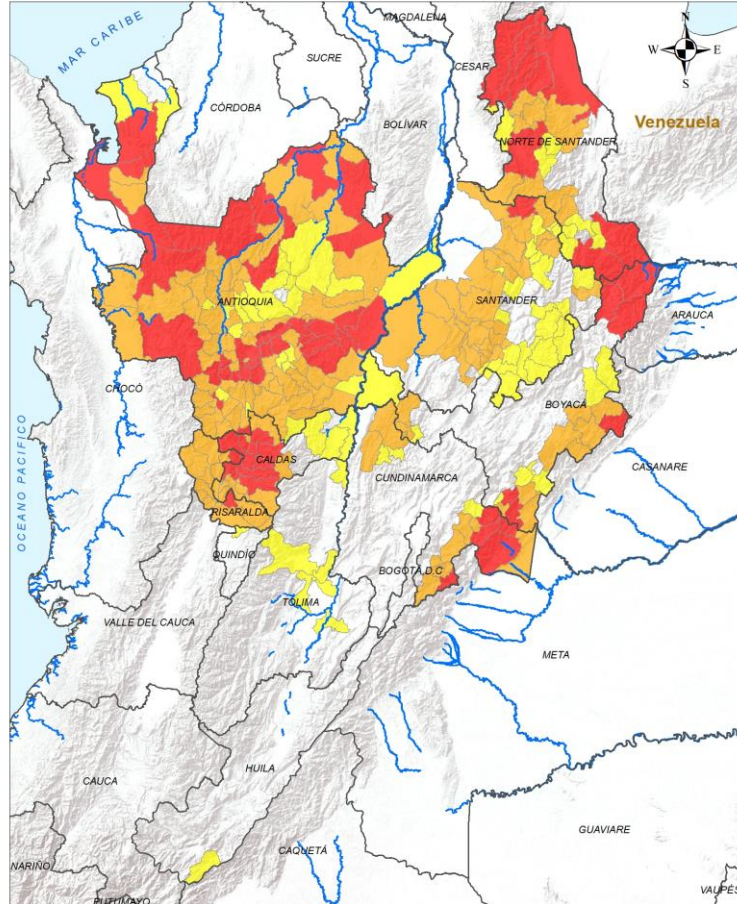 MAGDALENA
N
MAR CARIBE
SUCRE
W E
CESAR
S
CÓRDOBA
BOLÍVAR
Venezuela
NORTE DE SANTANDER
ANTIOQUIA
SANTANDER
ARAUCA
CHOCÓ
BOYACÁ
OCEANO PACIFICO
CALDAS
CASANARE
CUNDINAMARCA
RISARALDA
QUINDÍO
BOGOTÁ D.C
TOLIMA
VALLE DEL CAUCA
META
HUILA
CAUCA
GUAVIARE
CAQUETÁ
NARIÑO
PUTUMAYO
VAUPÉS